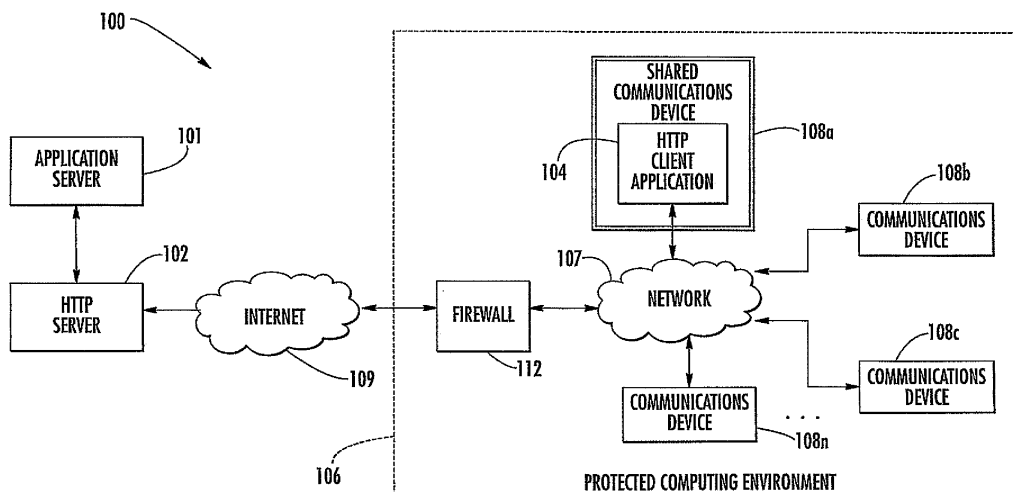 100
SHARED
COMMUNICATIONS
DEVICE
108a
104
HTTP
CLIENT
APPLICATION
101
APPLICATION
SERVER
108b
COMMUNICATIONS
DEVICE
102
HTTP
SERVER
INTERNET
109
FIREWALL
112
107
NETWORK
108c
COMMUNICATIONS
DEVICE
COMMUNICATIONS
DEVICE
. . .
108n
106
PROTECTED COMPUTING ENVIRONMENT